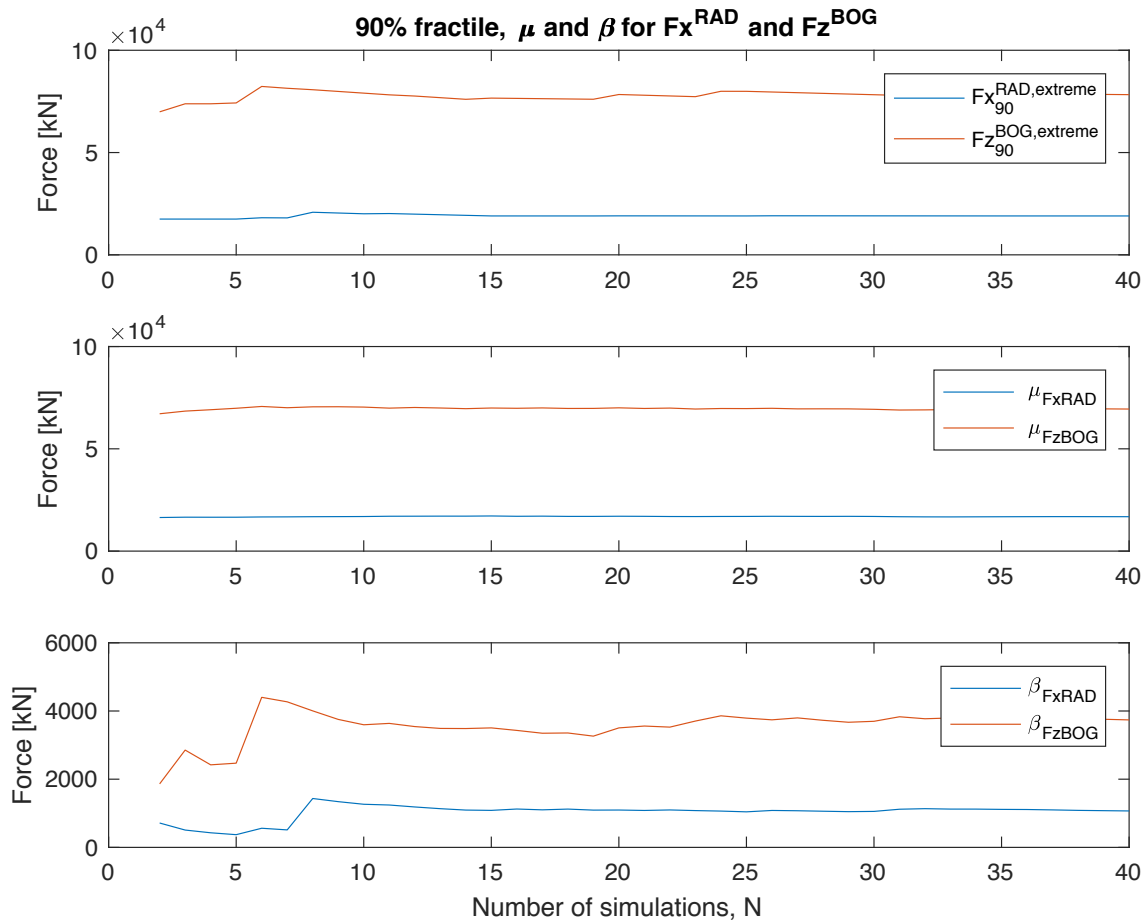 90% fractile, μ and β for Fx^RAD and Fz^BOG
×10^4
10
5
0
Force [kN]
Fx_90^RAD,extreme
Fz_90^BOG,extreme
0 5 10 15 20 25 30 35 40
×10^4
10
5
0
Force [kN]
μ_FxRAD
μ_FzBOG
0 5 10 15 20 25 30 35 40
6000
4000
2000
0
Force [kN]
β_FxRAD
β_FzBOG
0 5 10 15 20 25 30 35 40
Number of simulations, N